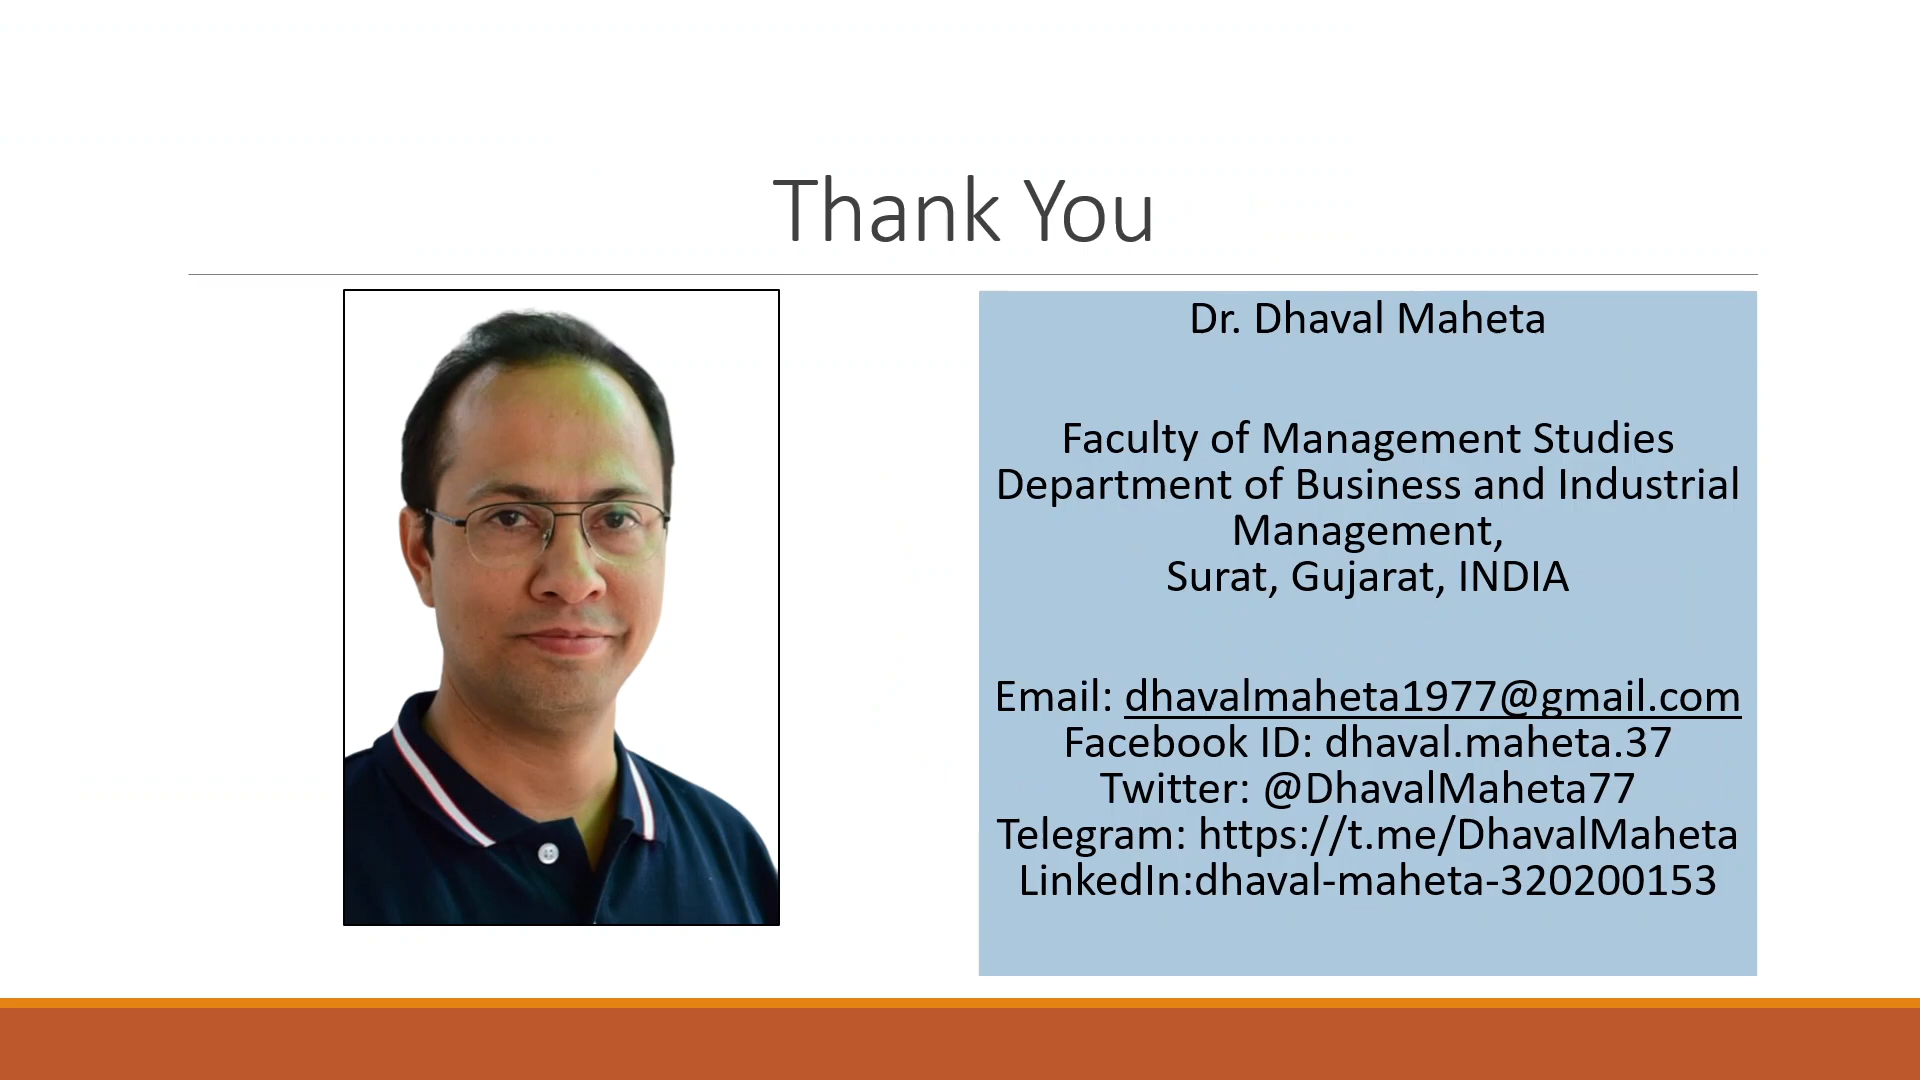 Thank You
Dr. Dhaval Maheta
Faculty of Management Studies
Department of Business and Industrial
Management,
Surat, Gujarat, INDIA
Email: dhavalmaheta1977@gmail.com
Facebook ID: dhaval.maheta.37
Twitter: @DhavalMaheta77
Telegram: https://t.me/DhavalMaheta
LinkedIn:dhaval-maheta-320200153